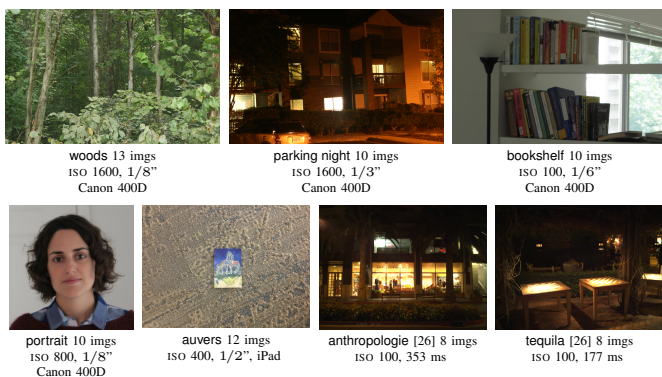 woods 13 imgs
ISO 1600, 1/8”
Canon 400D
parking night 10 imgs
ISO 1600, 1/3”
Canon 400D
bookshelf 10 imgs
ISO 100, 1/6”
Canon 400D
portrait 10 imgs
ISO 800, 1/8”
Canon 400D
auvers 12 imgs
ISO 400, 1/2”, iPad
anthropologie [26] 8 imgs
ISO 100, 353 ms
tequila [26] 8 imgs
ISO 100, 177 ms